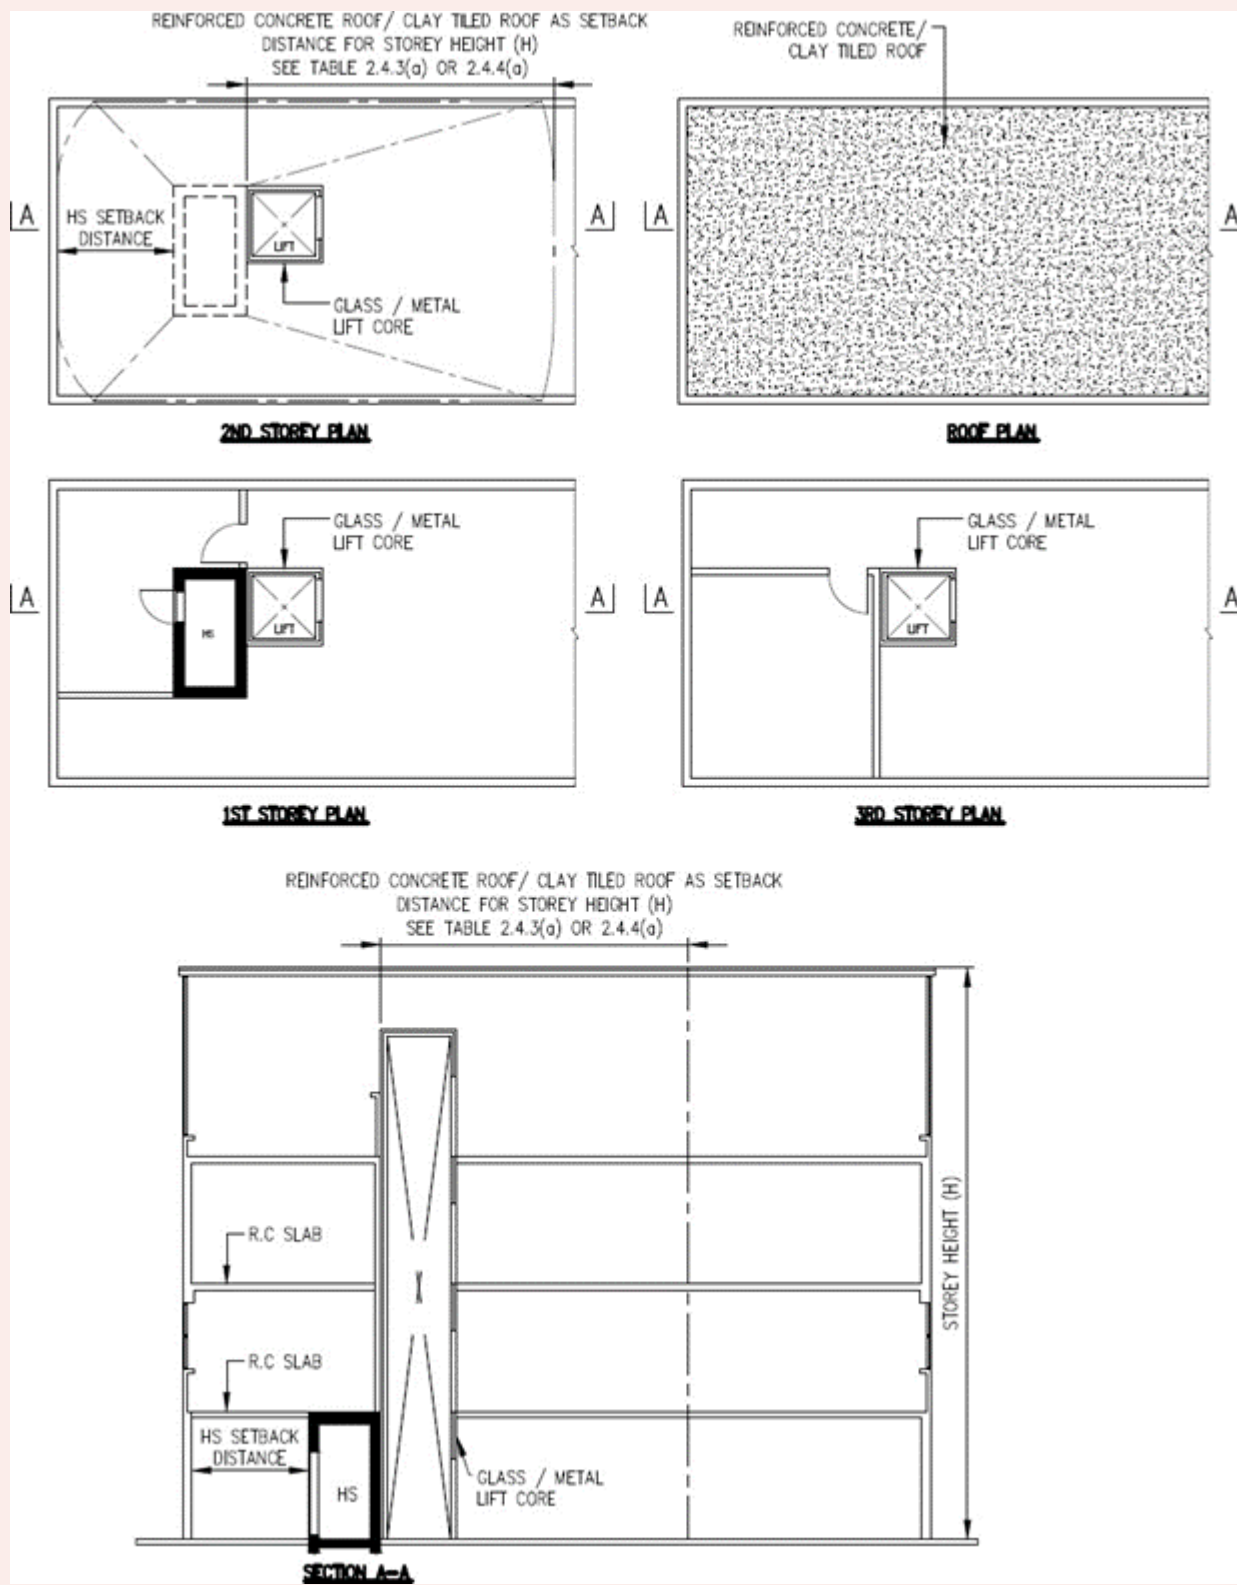 REINFORCED CONCRETE ROOF/ CLAY TILED ROOF AS SETBACK
DISTANCE FOR STOREY HEIGHT (H)
SEE TABLE 2.4.3(a) OR 2.4.4(a)
A
A
HS SETBACK
DISTANCE
LIFT
GLASS / METAL
LIFT CORE
2ND STOREY PLAN
REINFORCED CONCRETE/
CLAY TILED ROOF
A
A
ROOF PLAN
GLASS / METAL
LIFT CORE
A
A
HS
LIFT
1ST STOREY PLAN
GLASS / METAL
LIFT CORE
A
A
LIFT
3RD STOREY PLAN
REINFORCED CONCRETE ROOF/ CLAY TILED ROOF AS SETBACK
DISTANCE FOR STOREY HEIGHT (H)
SEE TABLE 2.4.3(a) OR 2.4.4(a)
R.C SLAB
STOREY HEIGHT (H)
R.C SLAB
HS SETBACK
DISTANCE
HS
GLASS / METAL
LIFT CORE
SECTION A-A